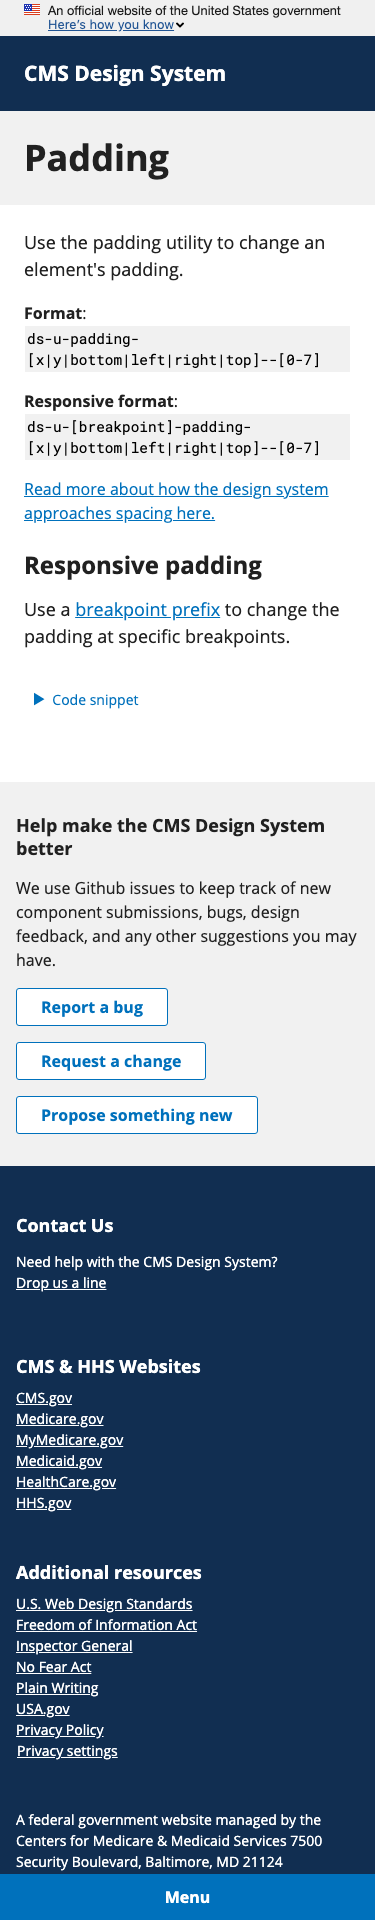 An official website of the United States government
Here's how you know
CMS Design System
Padding
Use the padding utility to change an
element's padding.
Format:
ds-u-padding-
[x|y|bottom|left|right|top]--[0-7]
Responsive format:
ds-u-[breakpoint]-padding-
[x|y|bottom|left|right|top]--[0-7]
Read more about how the design system
approaches spacing here.
Responsive padding
Use a breakpoint prefix to change the
padding at specific breakpoints.
Code snippet
Help make the CMS Design System
better
We use Github issues to keep track of new
component submissions, bugs, design
feedback, and any other suggestions you may
have.
Report a bug
Request a change
Propose something new
Contact Us
Need help with the CMS Design System?
Drop us a line
CMS & HHS Websites
CMS.gov
Medicare.gov
MyMedicare.gov
Medicaid.gov
HealthCare.gov
HHS.gov
Additional resources
U.S. Web Design Standards
Freedom of Information Act
Inspector General
No Fear Act
Plain Writing
USA.gov
Privacy Policy
Privacy settings
A federal government website managed by the
Centers for Medicare & Medicaid Services 7500
Security Boulevard, Baltimore, MD 21124
Menu